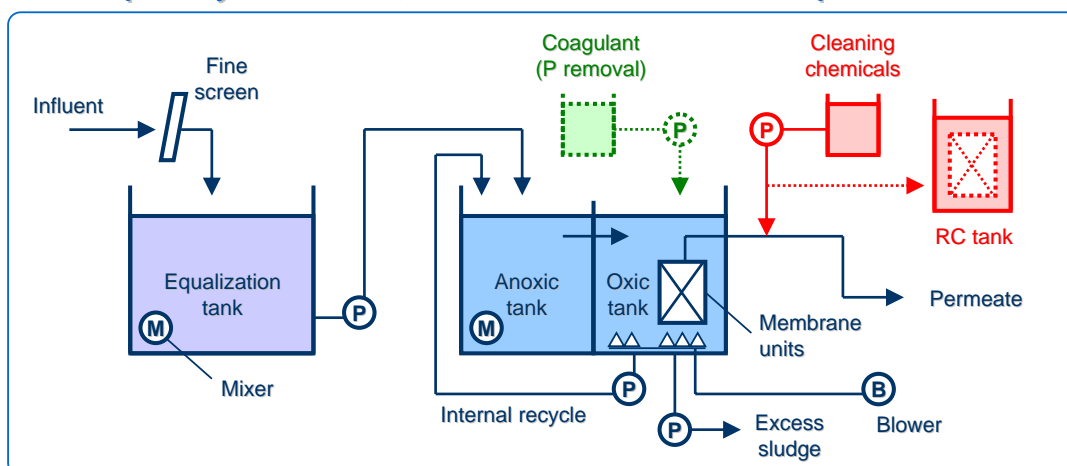 Coagulant
(P removal)
Cleaning
chemicals
Fine
screen
Influent
P
P
RC tank
Equalization
tank
Anoxic
tank
Oxic
tank
Permeate
M
P
M
Membrane
units
Mixer
P
B
Internal recycle
P
Excess
sludge
Blower